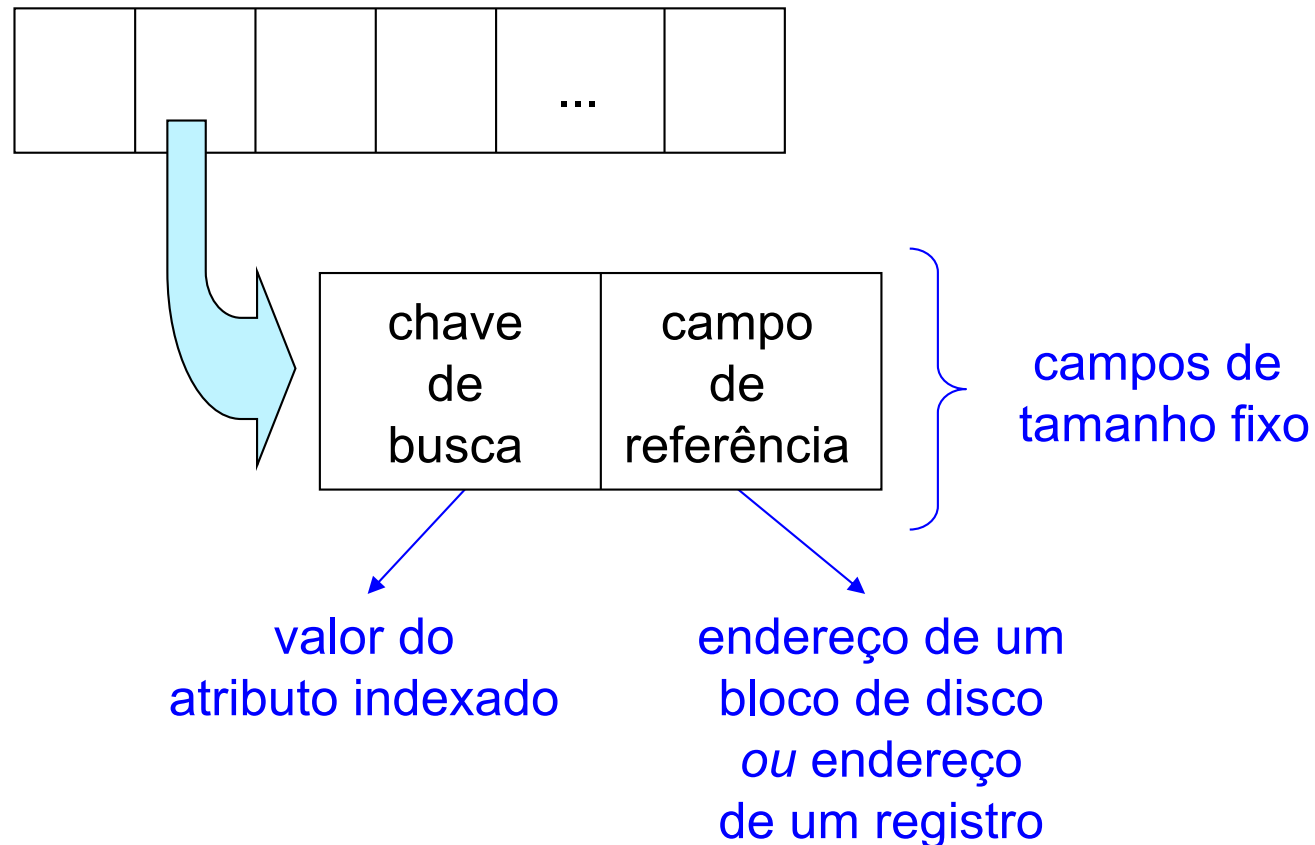 ...
chave
de
busca
campo
de
referência
campos de
tamanho fixo
valor do
atributo indexado
endereço de um
bloco de disco
ou endereço
de um registro